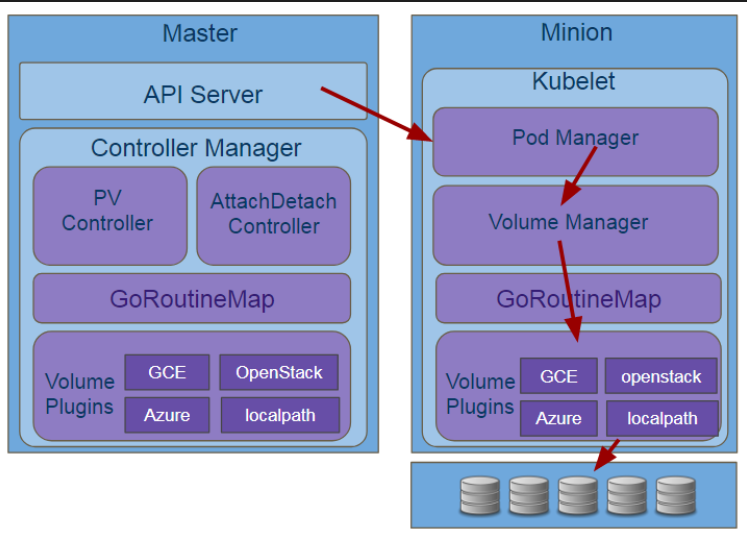 Master
API Server
Controller Manager
PV
Controller
AttachDetach
Controller
GoRoutineMap
Volume
Plugins
GCE
OpenStack
Azure
localpath
Minion
Kubelet
Pod Manager
Volume Manager
GoRoutineMap
Volume
Plugins
GCE
openstack
Azure
localpath